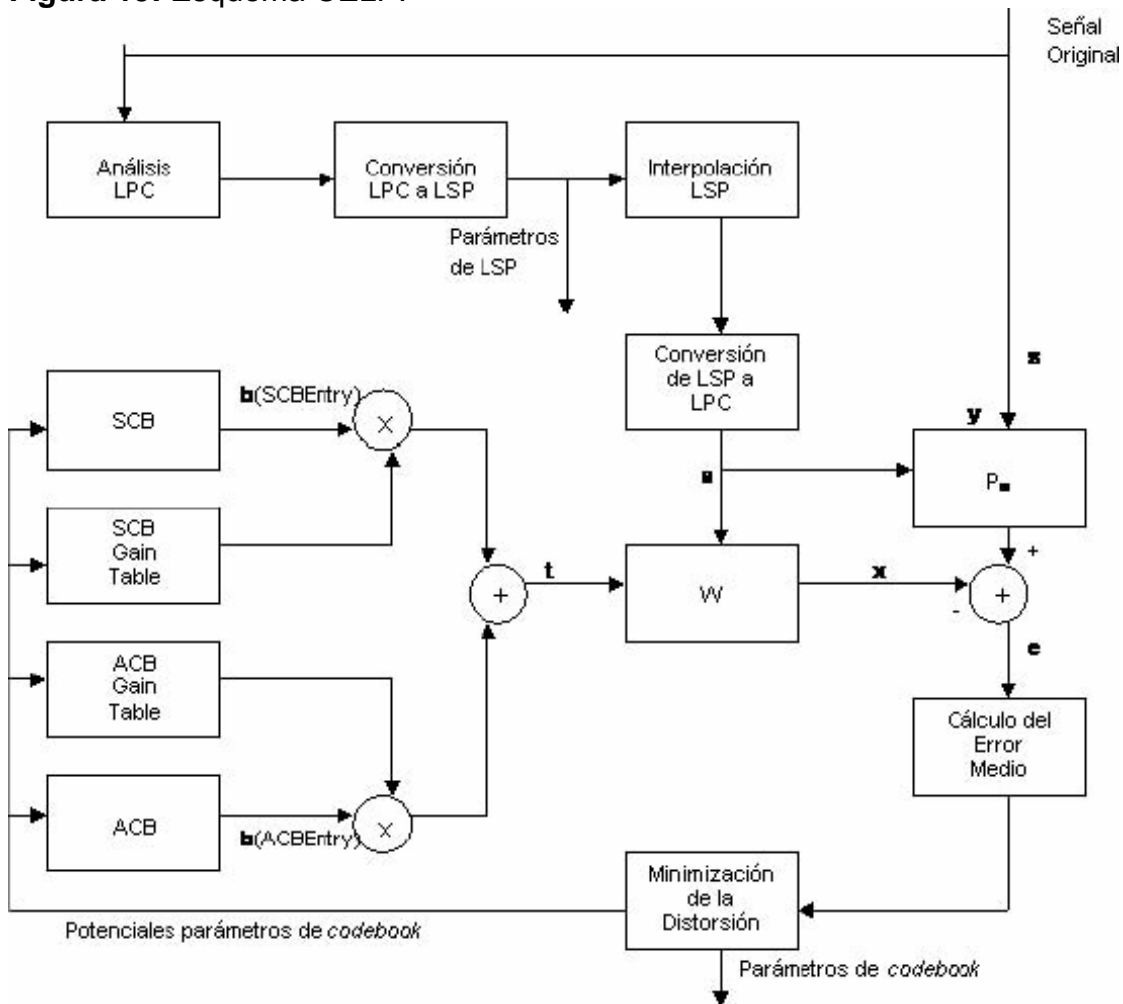 Señal
Original
Análisis
LPC
Conversión
LPC a LSP
Interpolación
LSP
Parámetros
de LSP
Conversión
de LSP a
LPC
s
y
P
a
SCB
b(SCBEntry)
X
SCB
Gain
Table
+
t
W
x
+
-
+
e
ACB
Gain
Table
ACB
b(ACBEntry)
X
Cálculo del
Error
Medio
Minimización
de la
Distorsión
Potenciales parámetros de codebook
Parámetros de codebook